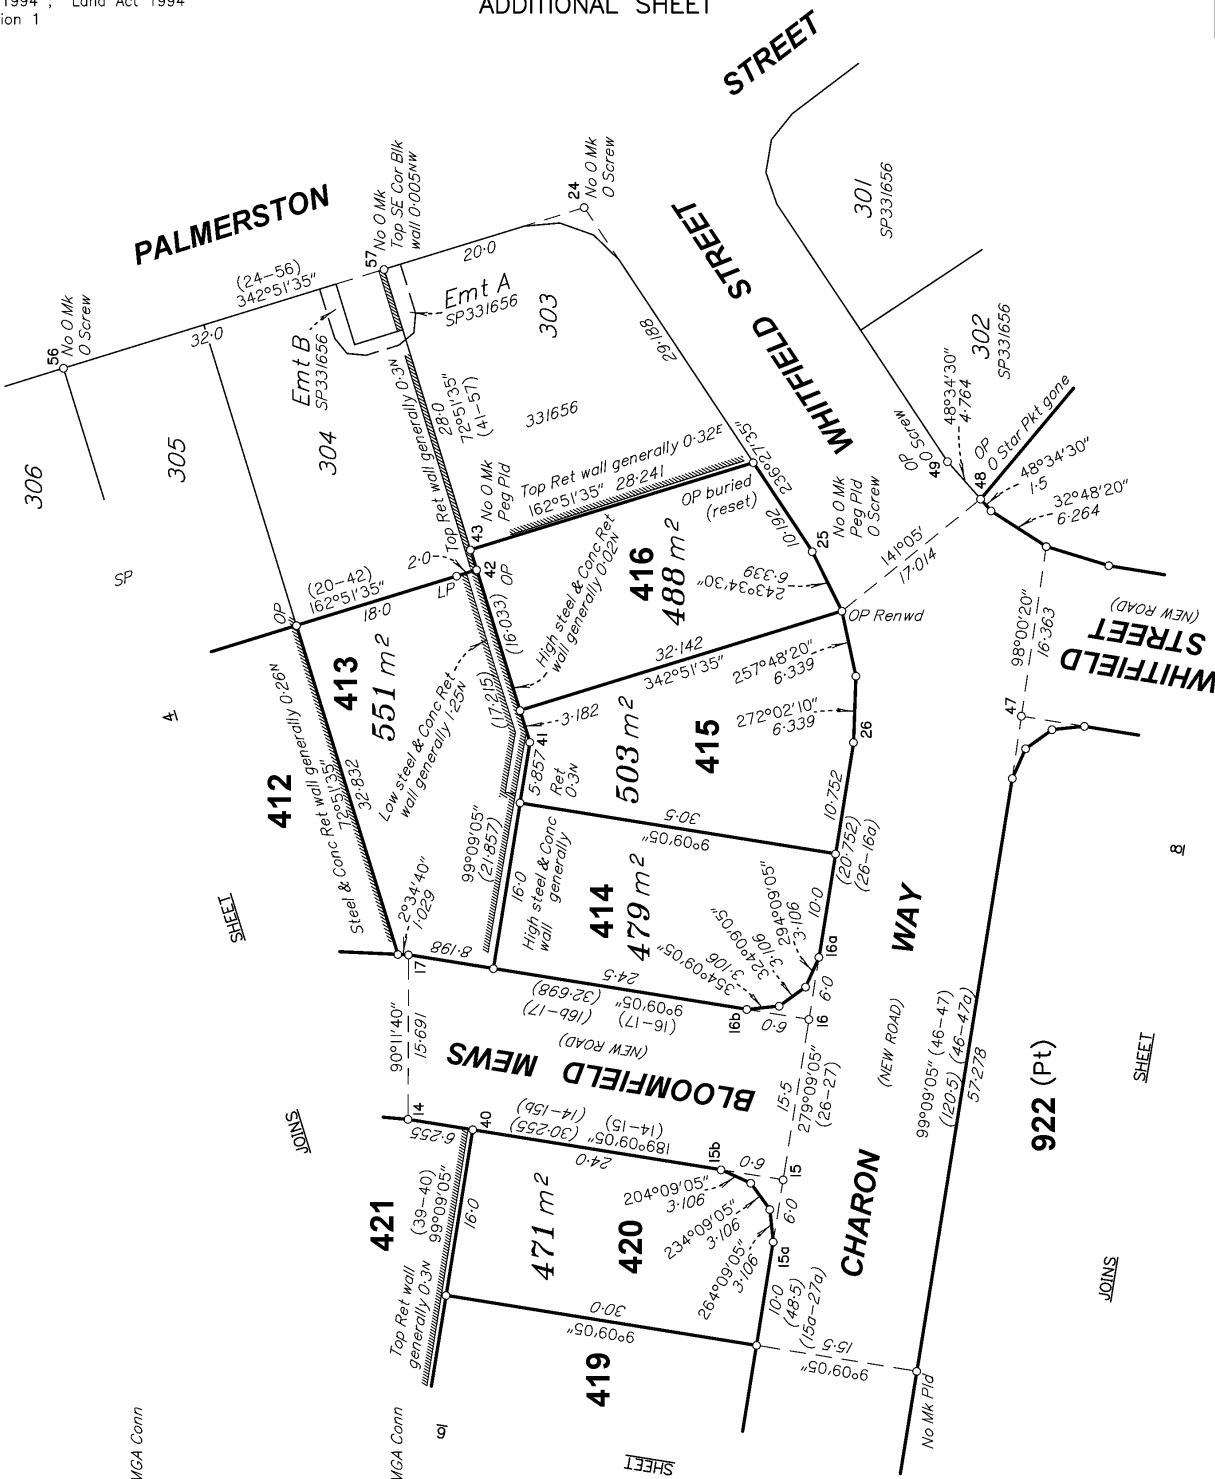 1994 ; Land Act 1994
ion 1
ADDITIONAL SHEET
STREET
PALMERSTON
56
No O Mk
O Screw
(24-56)
342°51'35"
32·0
57
No O Mk
Top SE Cor Blk
wall 0·005NW
24
No O Mk
O Screw
20·0
Emt A
SP331656
Emt B
SP331656
303
304
305
306
SP
331656
301
SP331656
302
SP331656
WHITFIELD STREET
STREET
29·188
Top Ret wall generally 0·3N
28·0
72°51'35"
(41-57)
Top Ret wall generally 0·32E
162°51'35" 28·241
OP buried
(reset)
236°27'35"
10·192
25
No O Mk
Peg Pld
O Screw
OP
O Screw
49
48°34'30"
4·764
48
OP
O Star Pkt gone
48°34'30"
1·5
32°48'20"
6·264
141°05'
17·014
43
No O Mk
Peg Pld
42
OP
2·0
LP
(20-42)
162°51'35"
18·0
OP
413
551 m²
416
488 m²
243°34'30"
6·339
OP Renwd
High steel & Conc Ret
wall generally 0·02N
(16·033)
(17·215)
32·142
342°51'35"
257°48'20"
6·339
272°02'10"
6·339
3·182
41
26
Low steel & Conc Ret
wall generally 1·25N
Steel & Conc Ret wall generally 0·26N
72°51'35"
32·832
412
4
5·857
Ret
0·3N
503 m²
415
10·752
(20·752)
(26-16a)
98°00'20"
16·363
47
WHITFIELD
STREET
(NEW ROAD)
8
99°09'05"
(21·857)
16·0
High steel & Conc
wall generally
30·5
9°09'05"
414
479 m²
10·0
294°09'05"
3·106
324°09'05"
3·106
354°09'05"
3·106
16a
6·0
16
6·0
16b
2°34'40"
1·029
17
8·198
24·5
9°09'05"
(32·698)
(16-17)
(16b-17)
SHEET
JOINS
90°11'40"
15·691
14
BLOOMFIELD MEWS
(NEW ROAD)
CHARON WAY
(NEW ROAD)
15·5
279°09'05"
(26-27)
99°09'05" (46-47)
(120·5) (46-47a)
57·278
922 (Pt)
SHEET
JOINS
6·255
40
189°09'05"
(30·255)
(14-15)
(14-15b)
24·0
421
(39-40)
99°09'05"
16·0
Top Ret wall
generally 0·3N
471 m²
420
15b
6·0
15
6·0
15a
204°09'05"
3·106
234°09'05"
3·106
264°09'05"
3·106
10·0
(48·5)
(15a-27a)
30·0
9°09'05"
419
15·5
9°09'05"
No Mk Pld
MGA Conn
MGA Conn
9
SHEET